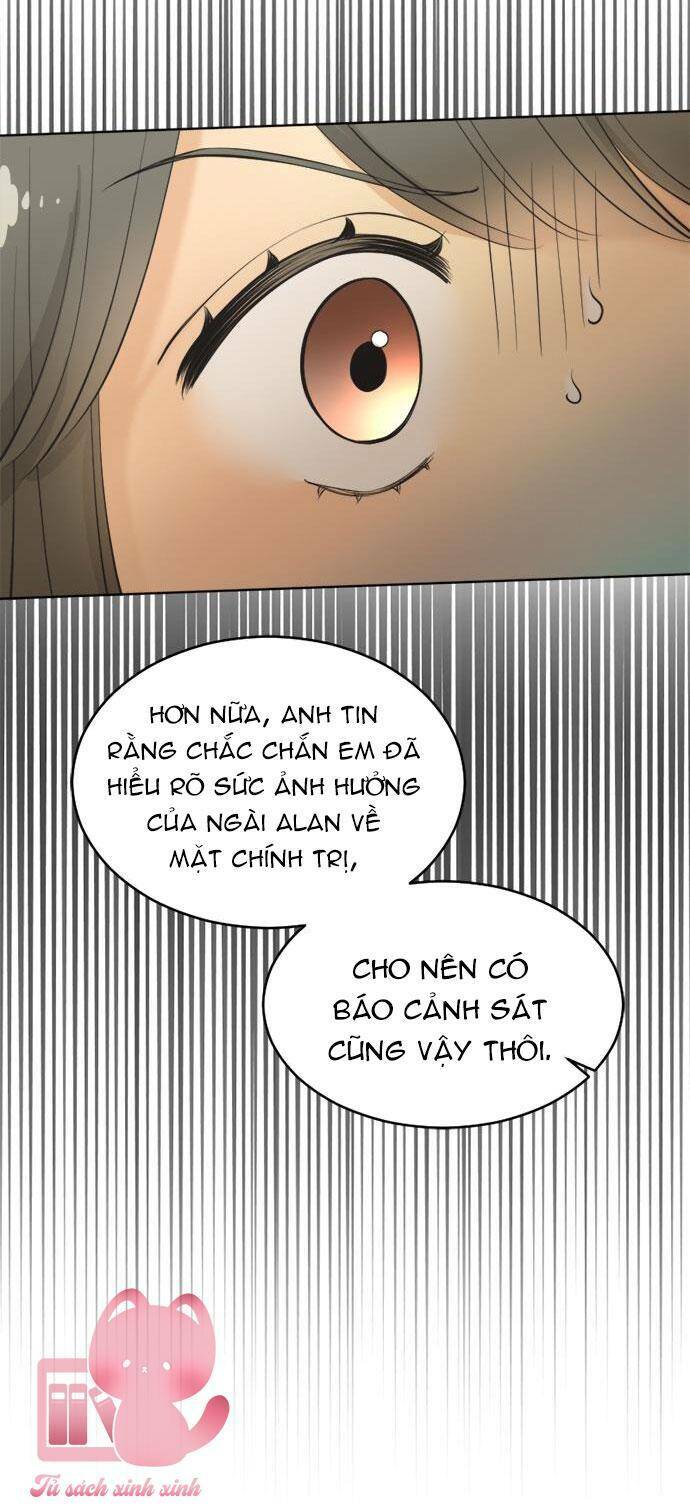 HƠN NỮA, ANH TIN
RẰNG CHẮC CHẮN EM ĐÃ
HIỂU RÕ SỨC ẢNH HƯỞNG
CỦA NGÀI ALAN VỀ
MẶT CHÍNH TRỊ,
CHO NÊN CÓ
BÁO CẢNH SÁT
CŨNG VẬY THÔI.
Tủ sách xinh xinh